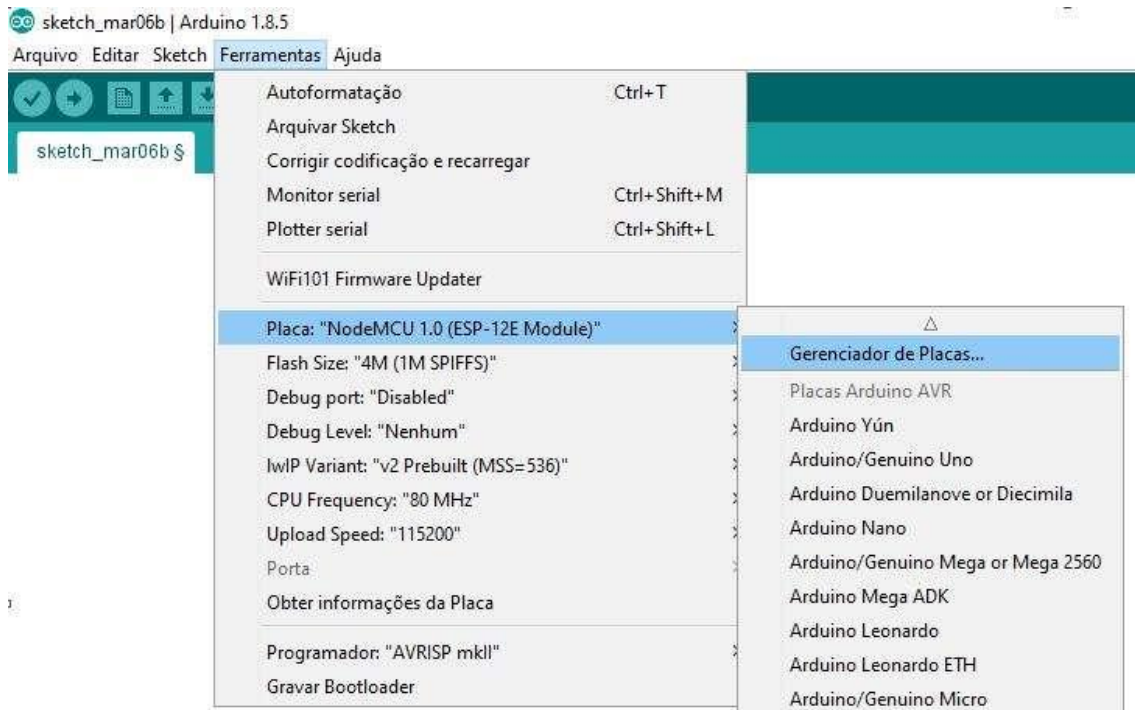 sketch_mar06b | Arduino 1.8.5
Arquivo Editar Sketch Ferramentas Ajuda
sketch_mar06b §
Autoformatação Ctrl+T
Arquivar Sketch
Corrigir codificação e recarregar
Monitor serial Ctrl+Shift+M
Plotter serial Ctrl+Shift+L
WiFi101 Firmware Updater
Placa: "NodeMCU 1.0 (ESP-12E Module)"
Flash Size: "4M (1M SPIFFS)"
Debug port: "Disabled"
Debug Level: "Nenhum"
lwIP Variant: "v2 Prebuilt (MSS=536)"
CPU Frequency: "80 MHz"
Upload Speed: "115200"
Porta
Obter informações da Placa
Programador: "AVRISP mkII"
Gravar Bootloader
Gerenciador de Placas...
Placas Arduino AVR
Arduino Yún
Arduino/Genuino Uno
Arduino Duemilanove or Diecimila
Arduino Nano
Arduino/Genuino Mega or Mega 2560
Arduino Mega ADK
Arduino Leonardo
Arduino Leonardo ETH
Arduino/Genuino Micro